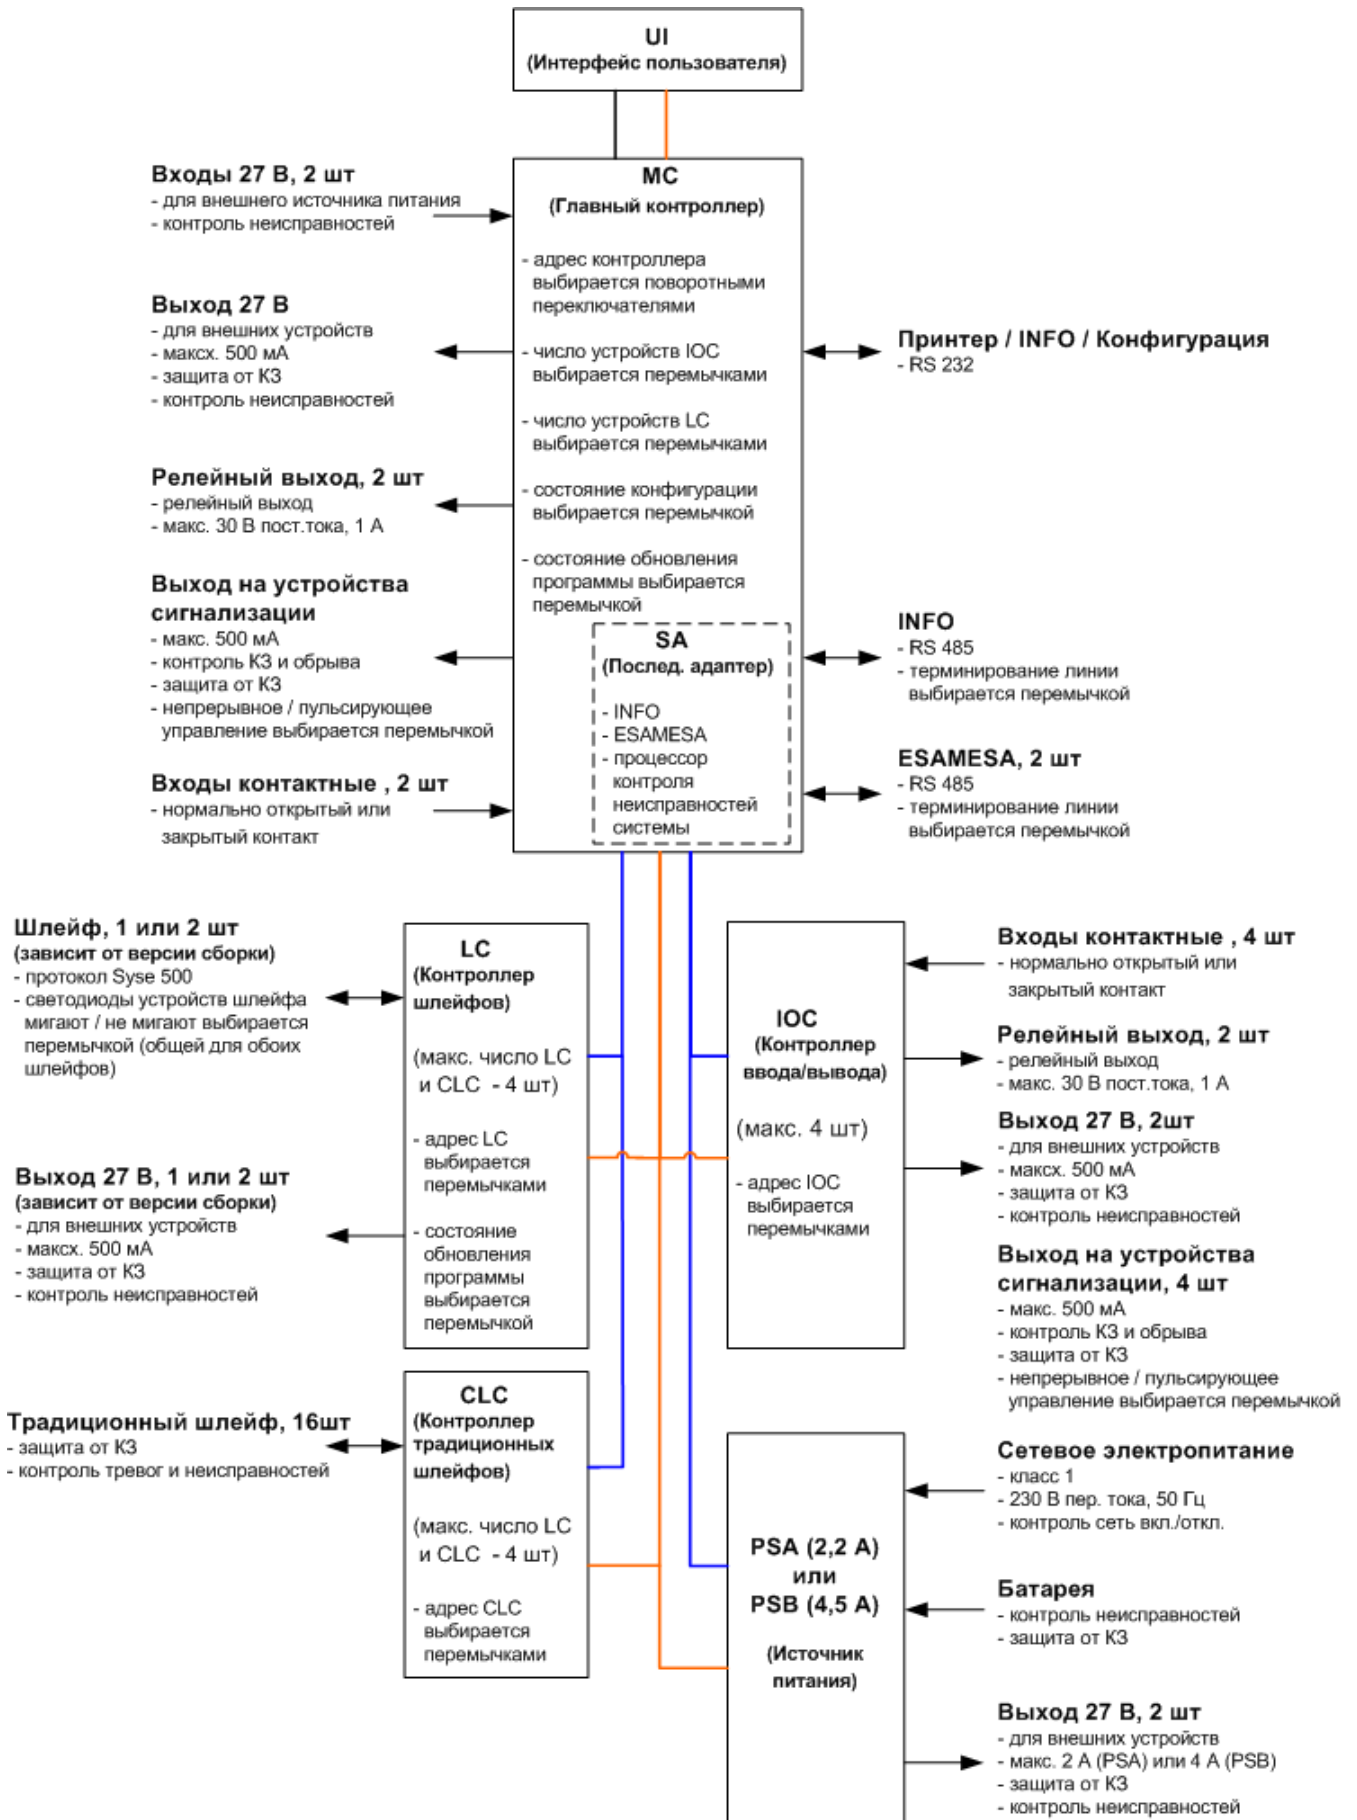 UI
(Интерфейс пользователя)
Входы 27 В, 2 шт
- для внешнего источника питания
- контроль неисправностей
Выход 27 В
- для внешних устройств
- максх. 500 мА
- защита от КЗ
- контроль неисправностей
Релейный выход, 2 шт
- релейный выход
- макс. 30 В пост.тока, 1 А
Выход на устройства
сигнализации
- макс. 500 мА
- контроль КЗ и обрыва
- защита от КЗ
- непрерывное / пульсирующее
управление выбирается перемычкой
Входы контактные , 2 шт
- нормально открытый или
закрытый контакт
MC
(Главный контроллер)
- адрес контроллера
выбирается поворотными
переключателями
- число устройств IOC
выбирается перемычками
- число устройств LC
выбирается перемычками
- состояние конфигурации
выбирается перемычкой
- состояние обновления
программы выбирается
перемычкой
SA
(Послед. адаптер)
- INFO
- ESAMESA
- процессор
контроля
неисправностей
системы
Принтер / INFO / Конфигурация
- RS 232
INFO
- RS 485
- терминирование линии
выбирается перемычкой
ESAMESA, 2 шт
- RS 485
- терминирование линии
выбирается перемычкой
Шлейф, 1 или 2 шт
(зависит от версии сборки)
- протокол Syse 500
- светодиоды устройств шлейфа
мигают / не мигают выбирается
перемычкой (общей для обоих
шлейфов)
Выход 27 В, 1 или 2 шт
(зависит от версии сборки)
- для внешних устройств
- максх. 500 мА
- защита от КЗ
- контроль неисправностей
LC
(Контроллер
шлейфов)
(макс. число LC
и CLC - 4 шт)
- адрес LC
выбирается
перемычками
- состояние
обновления
программы
выбирается
перемычкой
IOC
(Контроллер
ввода/вывода)
(макс. 4 шт)
- адрес IOC
выбирается
перемычками
Входы контактные , 4 шт
- нормально открытый или
закрытый контакт
Релейный выход, 2 шт
- релейный выход
- макс. 30 В пост.тока, 1 А
Выход 27 В, 2шт
- для внешних устройств
- максх. 500 мА
- защита от КЗ
- контроль неисправностей
Выход на устройства
сигнализации, 4 шт
- макс. 500 мА
- контроль КЗ и обрыва
- защита от КЗ
- непрерывное / пульсирующее
управление выбирается перемычкой
Традиционный шлейф, 16шт
- защита от КЗ
- контроль тревог и неисправностей
CLC
(Контроллер
традиционных
шлейфов)
(макс. число LC
и CLC - 4 шт)
- адрес CLC
выбирается
перемычками
PSA (2,2 А)
или
PSB (4,5 А)
(Источник
питания)
Сетевое электропитание
- класс 1
- 230 В пер. тока, 50 Гц
- контроль сеть вкл./откл.
Батарея
- контроль неисправностей
- защита от КЗ
Выход 27 В, 2 шт
- для внешних устройств
- макс. 2 А (PSA) или 4 А (PSB)
- защита от КЗ
- контроль неисправностей